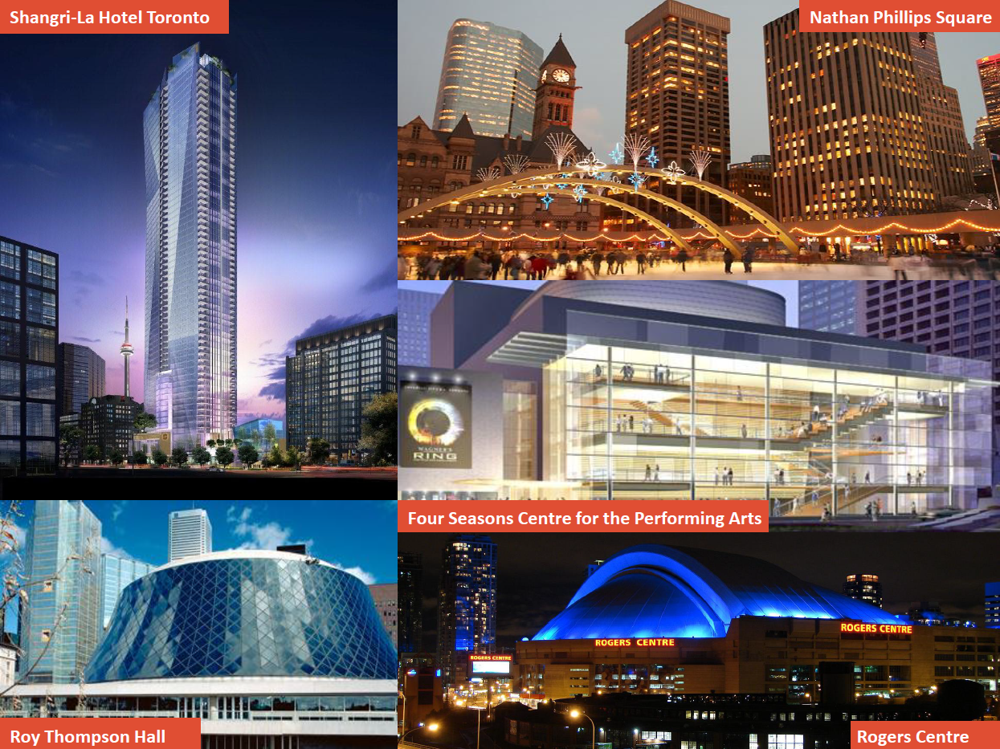 Shangri-La Hotel Toronto
Nathan Phillips Square
WAGNER'S
RING
Four Seasons Centre for the Performing Arts
ROGERS CENTRE
ROGERS CENTRE
ROGERS CENTRE
Roy Thompson Hall
Rogers Centre